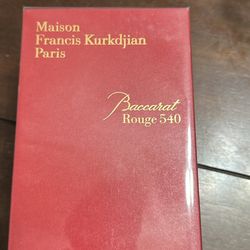 Maison
Francis Kurkdjian
Paris
Baccarat
Rouge 540